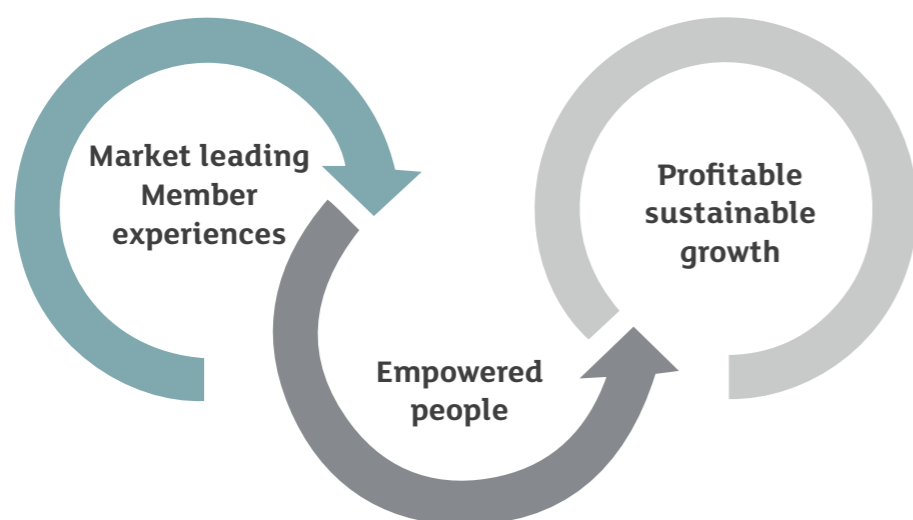 Market leading
Member
experiences
Empowered
people
Profitable
sustainable
growth